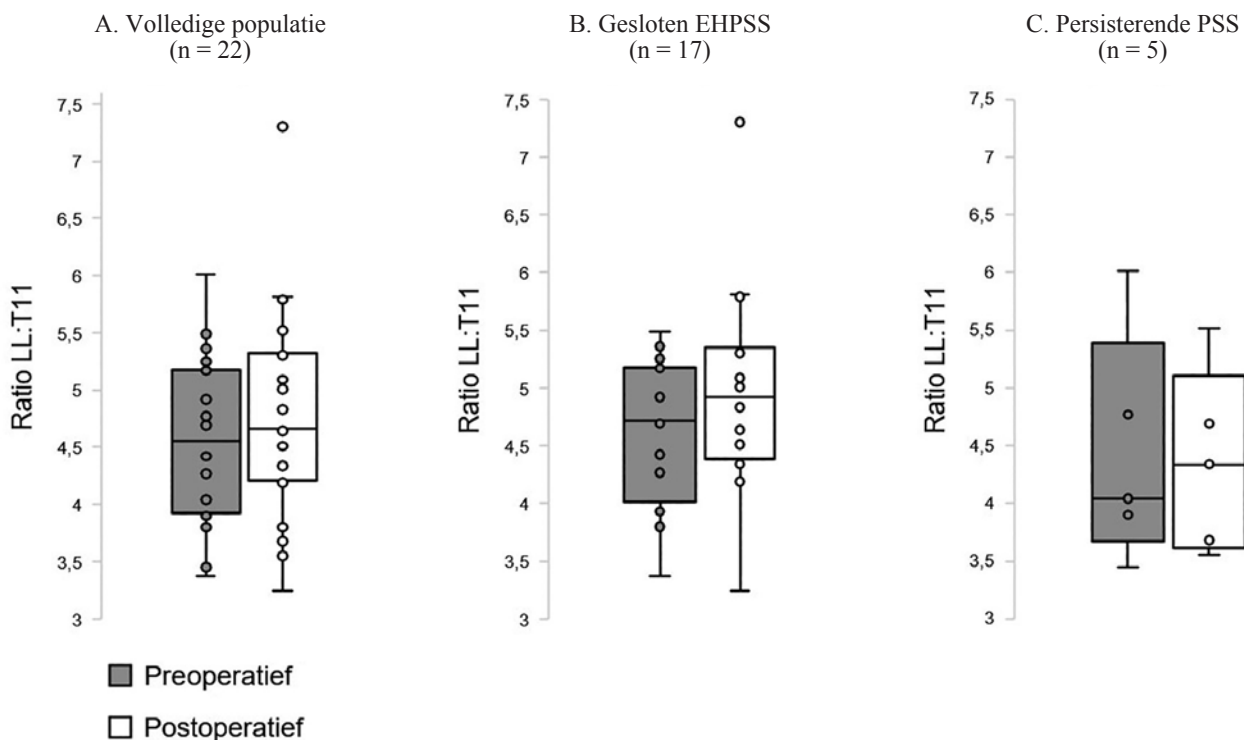 A. Volledige populatie
(n = 22)
B. Gesloten EHPSS
(n = 17)
C. Persisterende PSS
(n = 5)
Ratio LL:T11
7,5
7
6,5
6
5,5
5
4,5
4
3,5
3
Ratio LL:T11
7,5
7
6,5
6
5,5
5
4,5
4
3,5
3
Ratio LL:T11
7,5
7
6,5
6
5,5
5
4,5
4
3,5
3
Preoperatief
Postoperatief